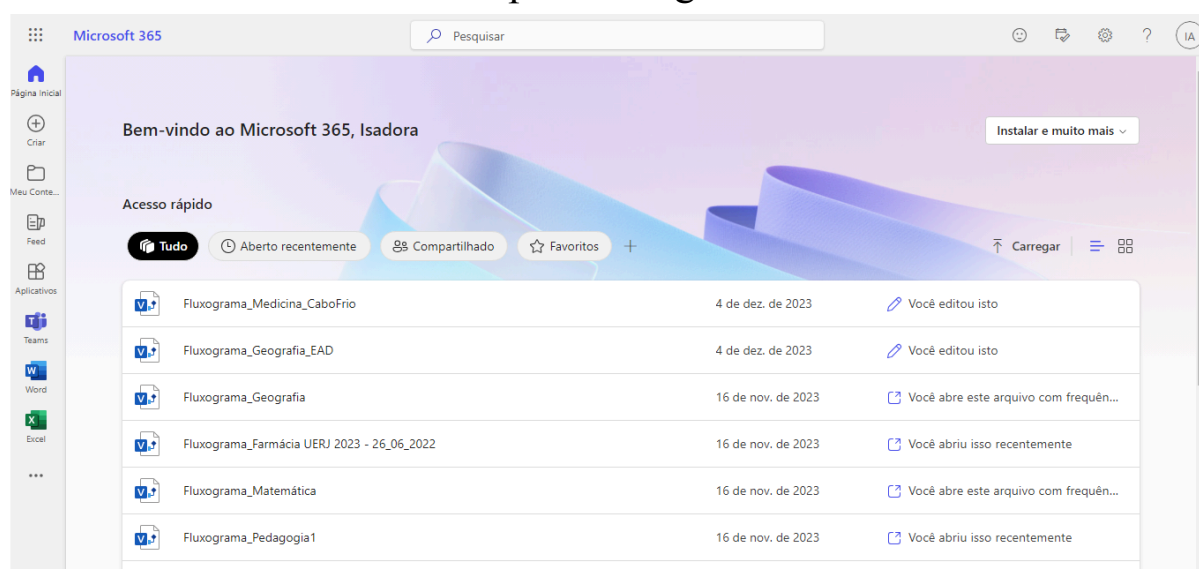 Microsoft 365
Pesquisar
IA
Página Inicial
Criar
Meu Conte...
Feed
Aplicativos
Teams
Word
Excel
Bem-vindo ao Microsoft 365, Isadora
Instalar e muito mais
Acesso rápido
Tudo
Aberto recentemente
Compartilhado
Favoritos
Carregar
Fluxograma_Medicina_CaboFrio 4 de dez. de 2023 Você editou isto
Fluxograma_Geografia_EAD 4 de dez. de 2023 Você editou isto
Fluxograma_Geografia 16 de nov. de 2023 Você abre este arquivo com frequên...
Fluxograma_Farmácia UERJ 2023 - 26_06_2022 16 de nov. de 2023 Você abriu isso recentemente
Fluxograma_Matemática 16 de nov. de 2023 Você abre este arquivo com frequên...
Fluxograma_Pedagogia1 16 de nov. de 2023 Você abriu isso recentemente